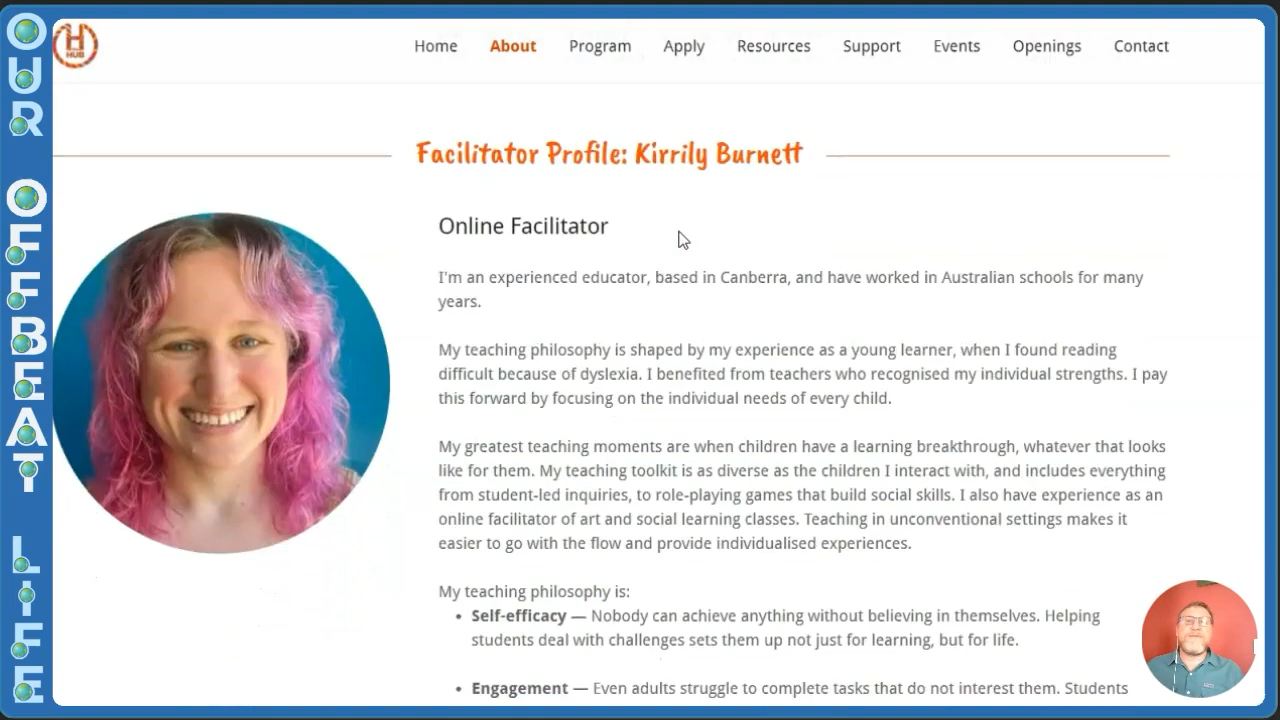 OUR OFFBEAT LIFE
H
HUB
Home About Program Apply Resources Support Events Openings Contact
Facilitator Profile: Kirrily Burnett
Online Facilitator
I'm an experienced educator, based in Canberra, and have worked in Australian schools for many
years.
My teaching philosophy is shaped by my experience as a young learner, when I found reading
difficult because of dyslexia. I benefited from teachers who recognised my individual strengths. I pay
this forward by focusing on the individual needs of every child.
My greatest teaching moments are when children have a learning breakthrough, whatever that looks
like for them. My teaching toolkit is as diverse as the children I interact with, and includes everything
from student-led inquiries, to role-playing games that build social skills. I also have experience as an
online facilitator of art and social learning classes. Teaching in unconventional settings makes it
easier to go with the flow and provide individualised experiences.
My teaching philosophy is:
• Self-efficacy — Nobody can achieve anything without believing in themselves. Helping
students deal with challenges sets them up not just for learning, but for life.
• Engagement — Even adults struggle to complete tasks that do not interest them. Students